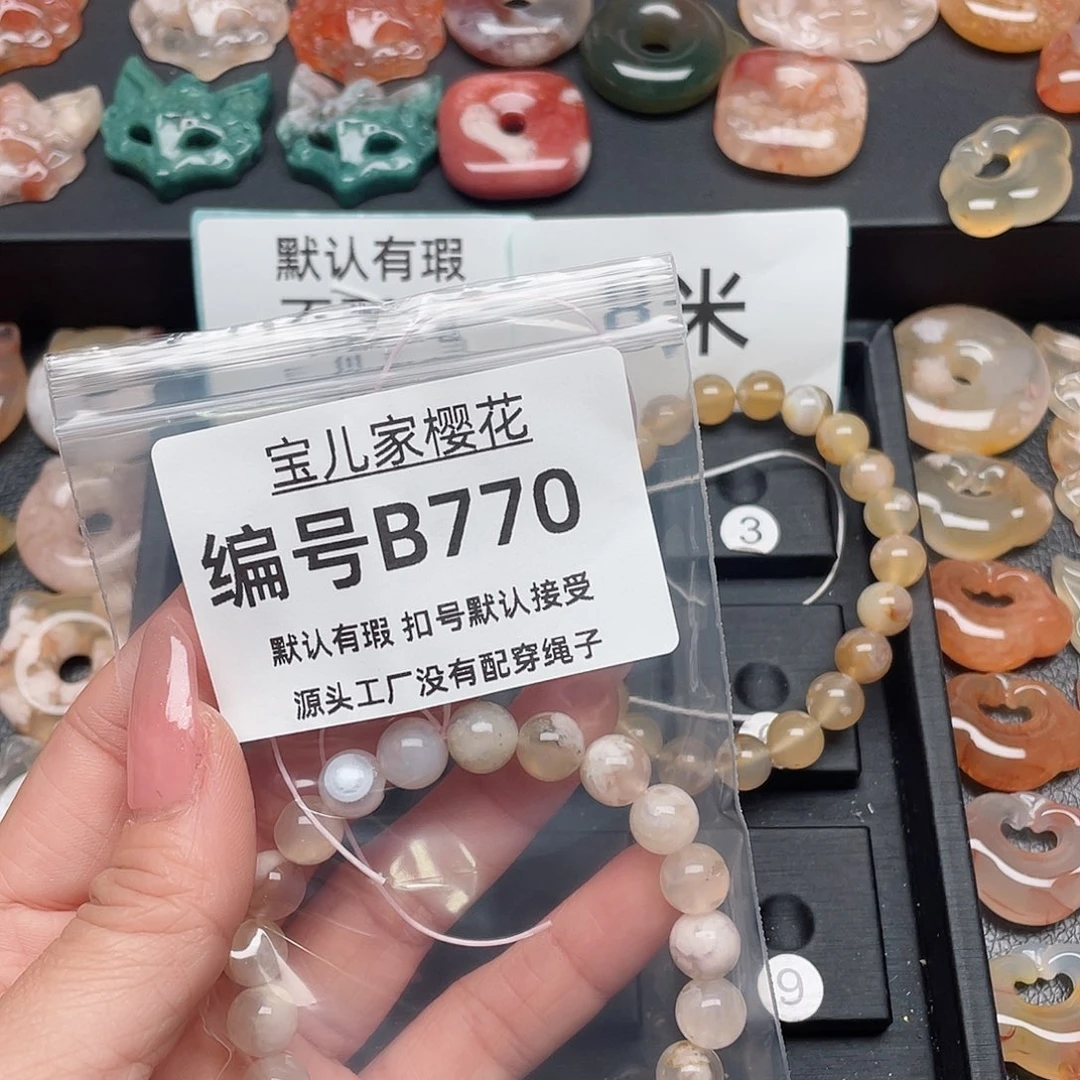 默认有瑕
米
宝儿家樱花
编号B770
默认有瑕 扣号默认接受
源头工厂没有配穿绳子
3
9